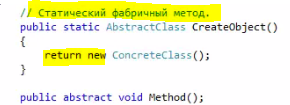 // Статический фабричный метод.
public static AbstractClass CreateObject()
{
return new ConcreteClass();
}
public abstract void Method();